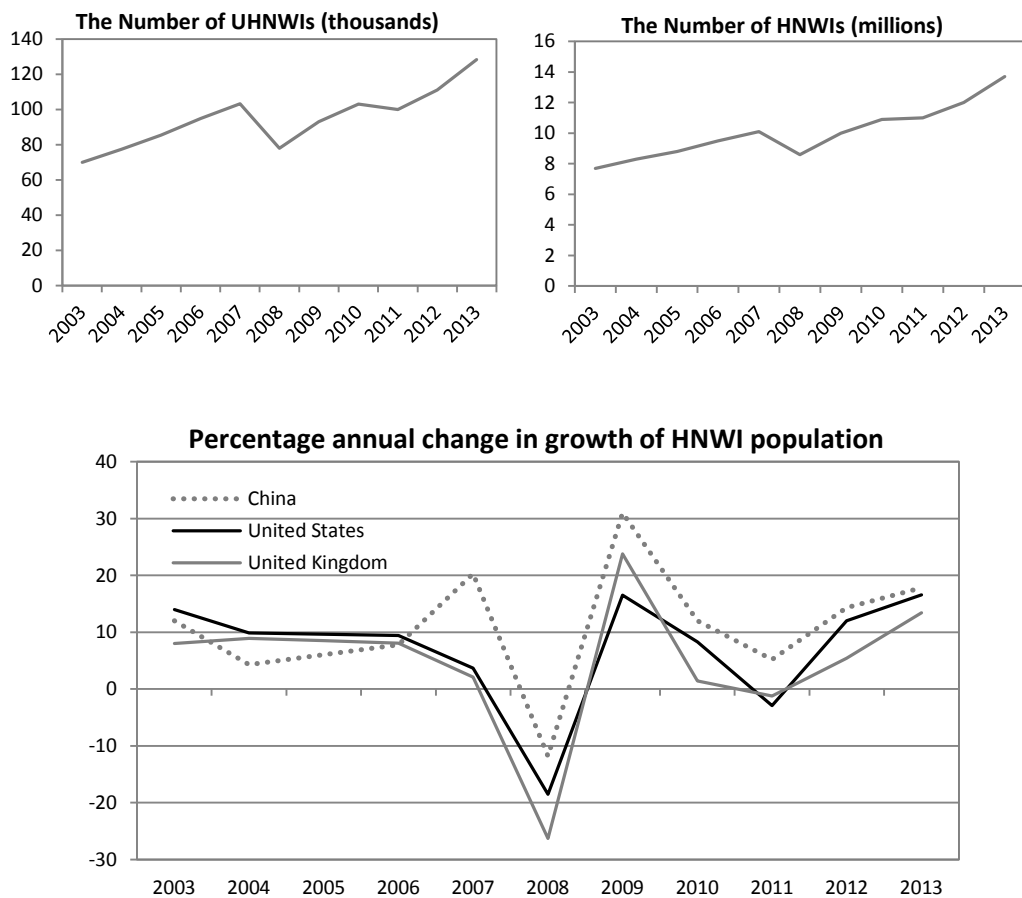 The Number of UHNWIs (thousands)
140
120
100
80
60
40
20
0
2003 2004 2005 2006 2007 2008 2009 2010 2011 2012 2013
The Number of HNWIs (millions)
16
14
12
10
8
6
4
2
0
2003 2004 2005 2006 2007 2008 2009 2010 2011 2012 2013
Percentage annual change in growth of HNWI population
40
30
20
10
0
-10
-20
-30
China
United States
United Kingdom
2003 2004 2005 2006 2007 2008 2009 2010 2011 2012 2013